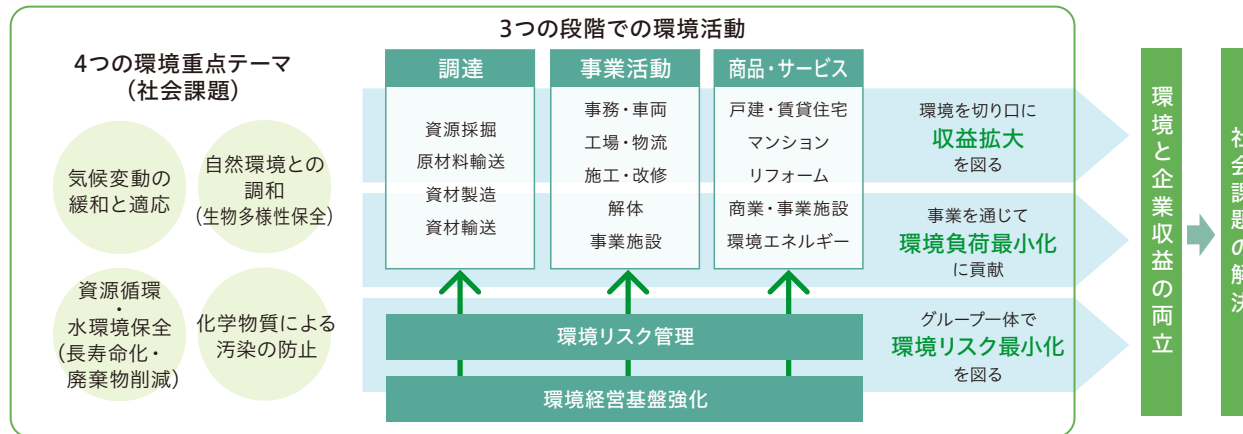 3つの段階での環境活動
4つの環境重点テーマ
(社会課題)
気候変動の
緩和と適応
自然環境との
調和
(生物多様性保全)
資源循環
・
水環境保全
(長寿命化・
廃棄物削減)
化学物質による
汚染の防止
調達
資源採掘
原材料輸送
資材製造
資材輸送
事業活動
事務・車両
工場・物流
施工・改修
解体
事業施設
商品・サービス
戸建・賃貸住宅
マンション
リフォーム
商業・事業施設
環境エネルギー
環境リスク管理
環境経営基盤強化
環境を切り口に
収益拡大
を図る
事業を通じて
環境負荷最小化
に貢献
グループ一体で
環境リスク最小化
を図る
環境と企業収益の両立
社会課題の解決